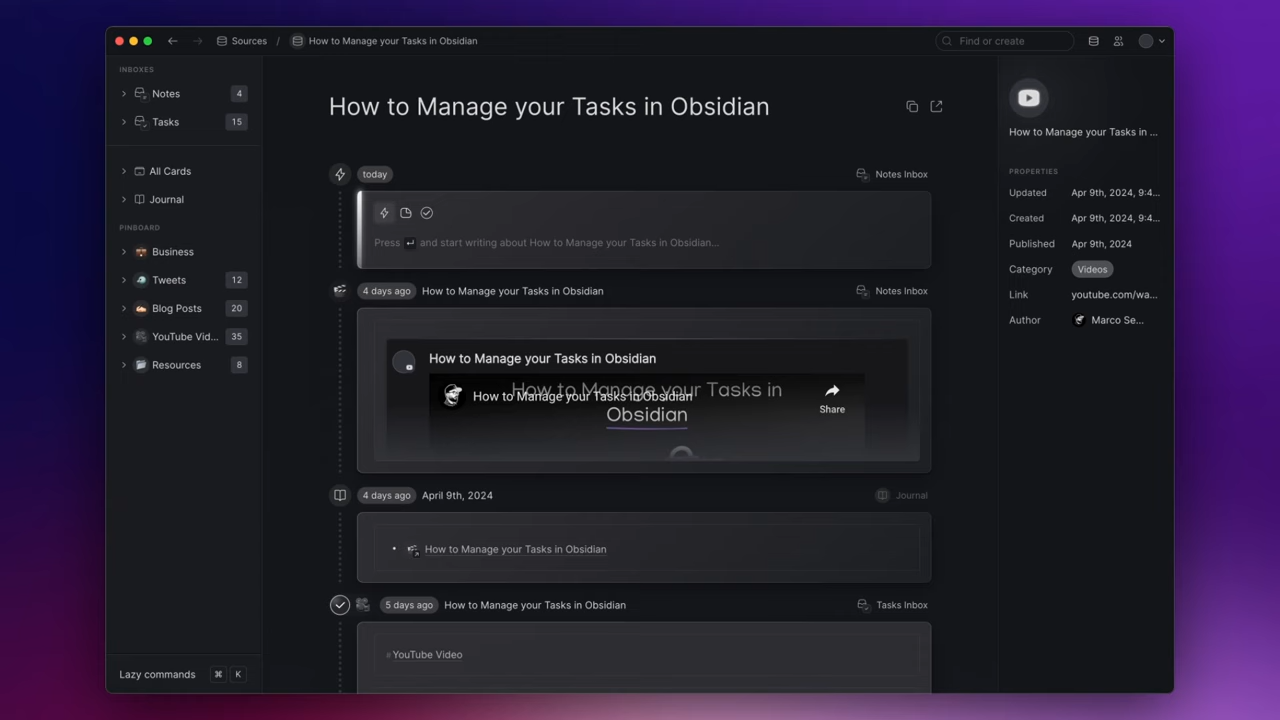 Sources / How to Manage your Tasks in Obsidian
Find or create
INBOXES
Notes 4
Tasks 15
All Cards
Journal
PINBOARD
Business
Tweets 12
Blog Posts 20
YouTube Vid... 35
Resources 8
Lazy commands ⌘ K
How to Manage your Tasks in Obsidian
today
Notes Inbox
Press ↵ and start writing about How to Manage your Tasks in Obsidian...
4 days ago How to Manage your Tasks in Obsidian
Notes Inbox
How to Manage your Tasks in Obsidian
How to Manage your Tasks in Obsidian
How to Manage your Tasks in
Obsidian
Share
4 days ago April 9th, 2024
Journal
How to Manage your Tasks in Obsidian
5 days ago How to Manage your Tasks in Obsidian
Tasks Inbox
#YouTube Video
How to Manage your Tasks in ...
PROPERTIES
Updated Apr 9th, 2024, 9:4...
Created Apr 9th, 2024, 9:4...
Published Apr 9th, 2024
Category Videos
Link youtube.com/wa...
Author Marco Se...